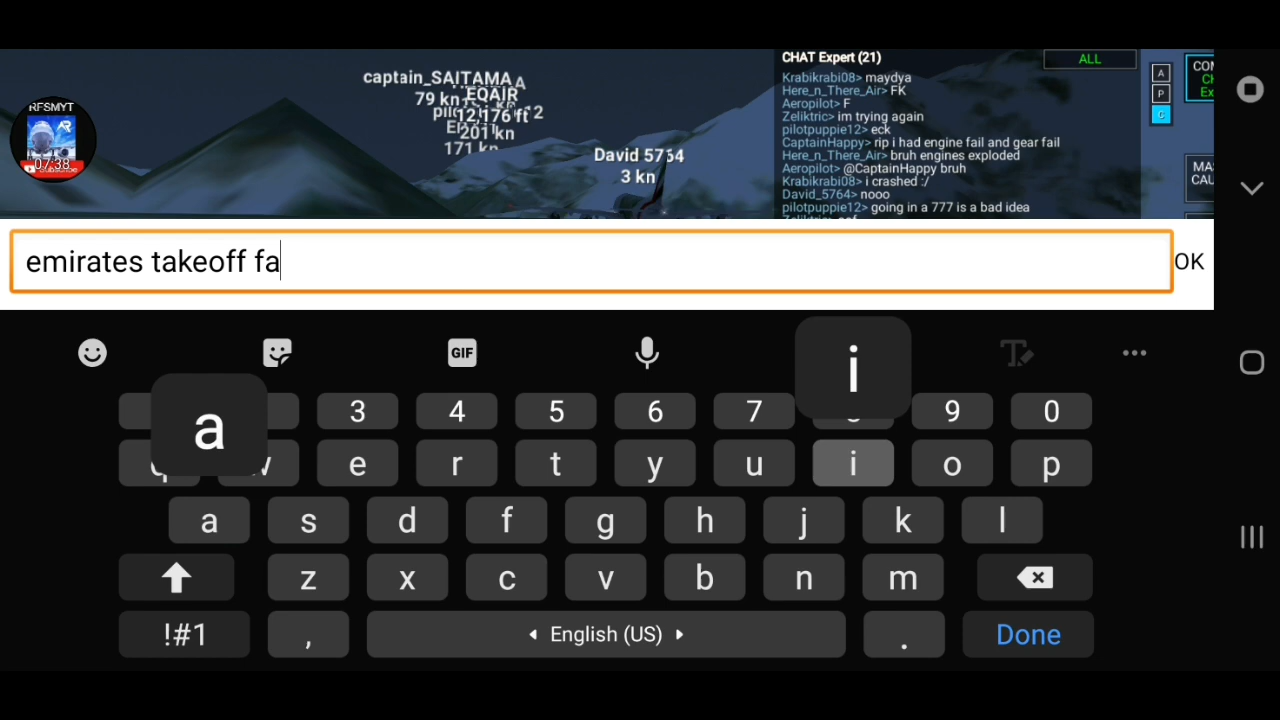 CHAT Expert (21)
ALL
Krabikrabi08> maydya
Here_n_There_Air> FK
Aeropilot> F
Zeliktric> im trying again
pilotpuppie12> eck
CaptainHappy> rip i had engine fail and gear fail
Here_n_There_Air> bruh engines exploded
Aeropilot> @CaptainHappy bruh
Krabikrabi08> i crashed :/
David_5764> nooo
pilotpuppie12> going in a 777 is a bad idea
captain_SAITAMA
79 kn
EQAIR
12,176 ft
201 kn
171 kn
David 5764
3 kn
RFSMYT
07:38
A
P
C
emirates takeoff fa
OK
GIF
a
i
3 4 5 6 7 9 0
e r t y u i o p
a s d f g h j k l
z x c v b n m
!#1 , English (US) . Done